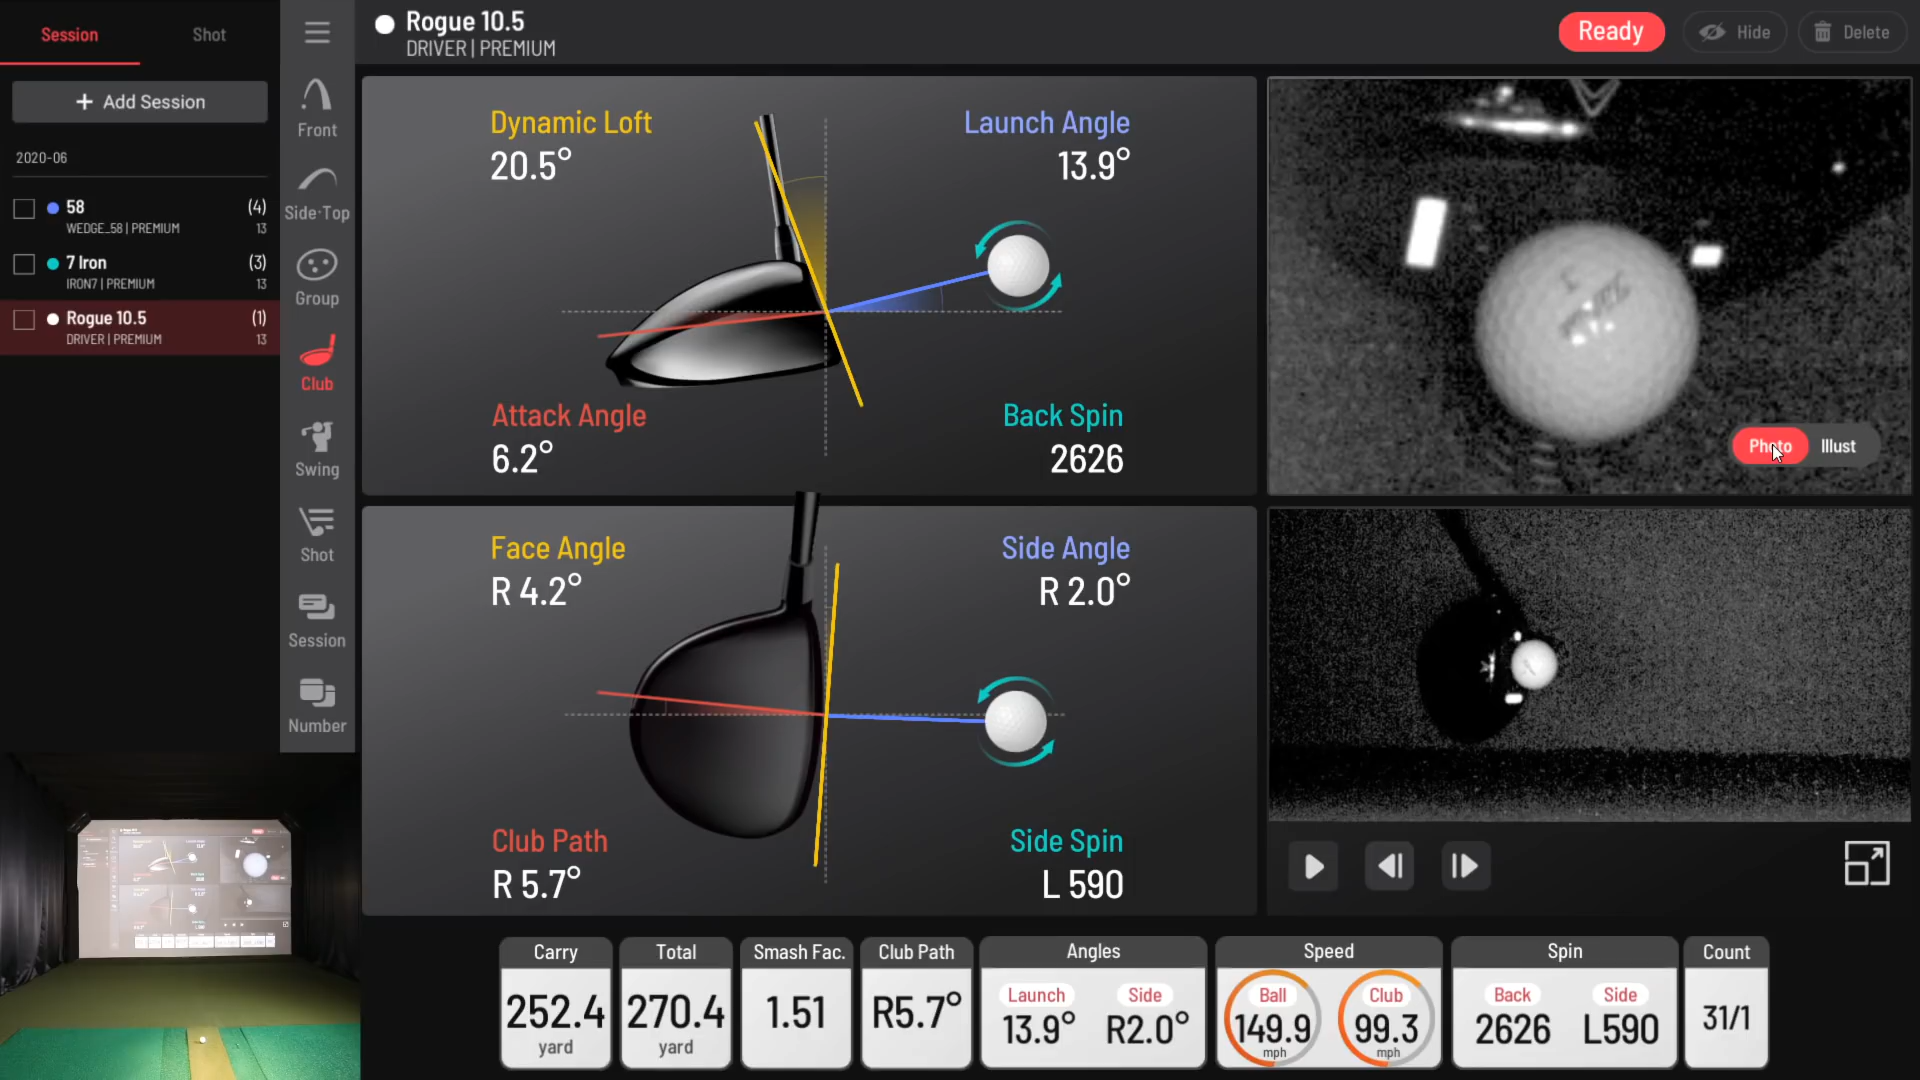 Session
Shot
+ Add Session
2020-06
58
(4)
WEDGE_58 | PREMIUM
13
7 Iron
(3)
IRON7 | PREMIUM
13
Rogue 10.5
(1)
DRIVER | PREMIUM
13
Front
Side·Top
Group
Club
Swing
Shot
Session
Number
Rogue 10.5
DRIVER | PREMIUM
Ready
Hide
Delete
Dynamic Loft
20.5°
Launch Angle
13.9°
Attack Angle
6.2°
Back Spin
2626
Photo
Illust
Face Angle
R 4.2°
Side Angle
R 2.0°
Club Path
R 5.7°
Side Spin
L 590
Carry
252.4
yard
Total
270.4
yard
Smash Fac.
1.51
Club Path
R5.7°
Angles
Launch
Side
13.9°
R2.0°
Speed
Ball
149.9
mph
Club
99.3
mph
Spin
Back
Side
2626
L590
Count
31/1